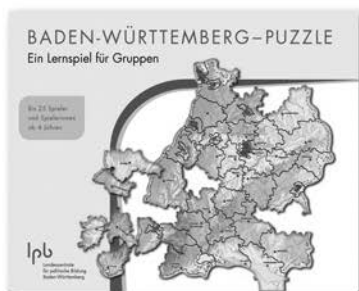 BADEN-WÜRTTEMBERG–PUZZLE
Ein Lernspiel für Gruppen
Bis 25 Spieler
und Spielerinnen
ab 4 Jahren
lpb
Landeszentrale
für politische Bildung
Baden-Württemberg